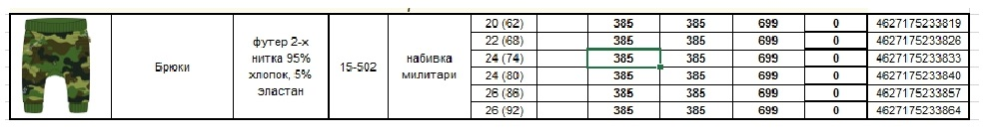 20 (62) 385 385 699 0 4627175233819
22 (68) 385 385 699 0 4627175233826
Брюки футер 2-х нитка 95% хлопок, 5% эластан 15-502 набивка милитари 24 (74) 385 385 699 0 4627175233833
24 (80) 385 385 699 0 4627175233840
26 (86) 385 385 699 0 4627175233857
26 (92) 385 385 699 0 4627175233864